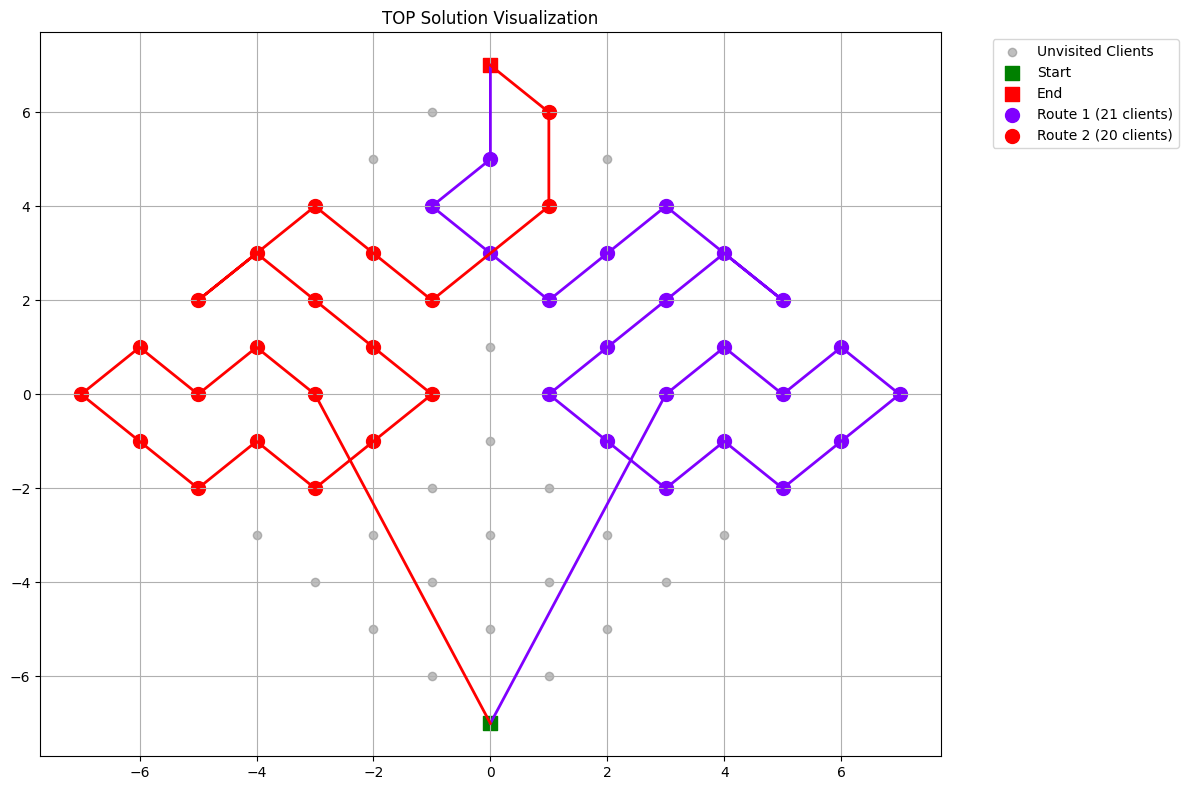 TOP Solution Visualization
Unvisited Clients
Start
End
Route 1 (21 clients)
Route 2 (20 clients)
6
4
2
0
−2
−4
−6
−6
−4
−2
0
2
4
6